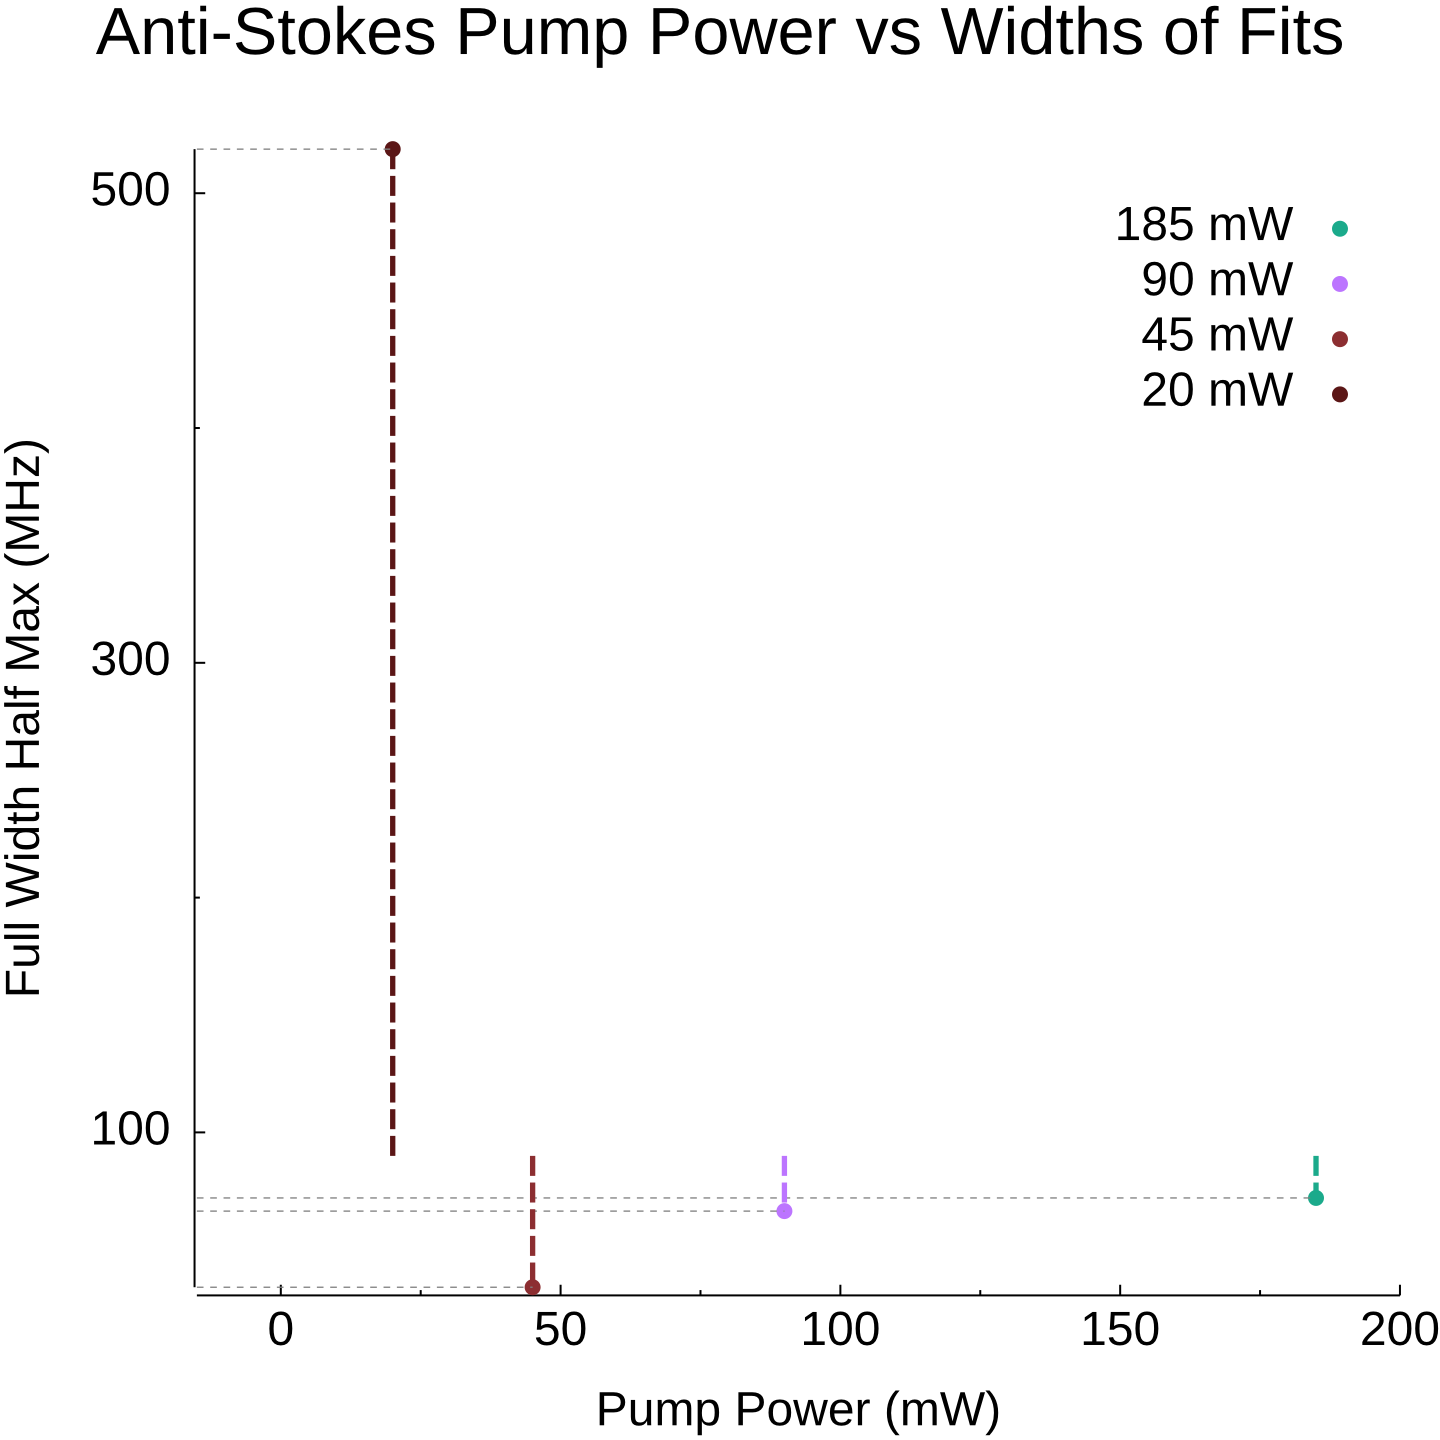 Anti-Stokes Pump Power vs Widths of Fits
500
300
100
Full Width Half Max (MHz)
185 mW
90 mW
45 mW
20 mW
0 50 100 150 200
Pump Power (mW)